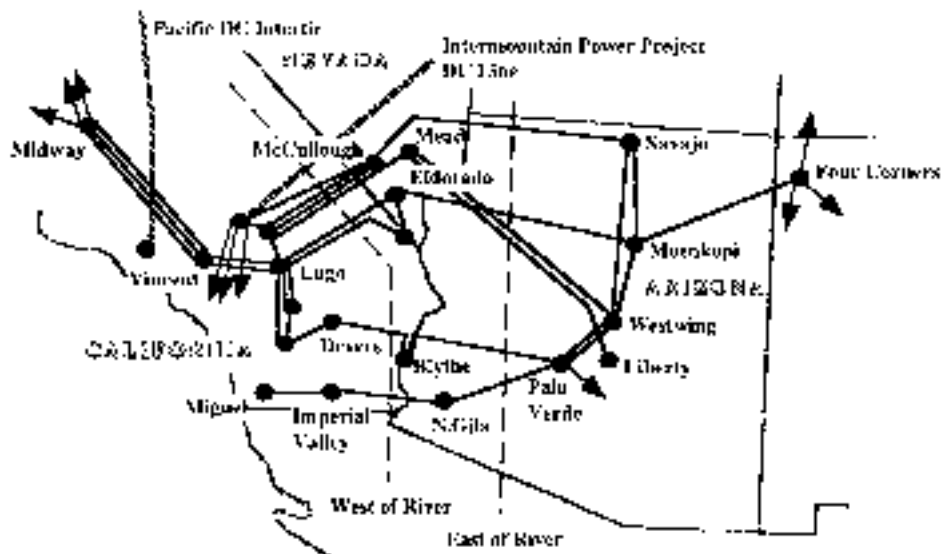 Pacific DC Intertie
NEVADA
Intermountain Power Project
DC Line
Midway
McCullough
Mead
Eldorado
Navajo
Four Corners
Vincent
Lugo
Moenkopi
ARIZONA
Westwing
CALIFORNIA
Devers
Blythe
Palo
Verde
Liberty
Miguel
Imperial
Valley
N.Gila
West of River
East of River